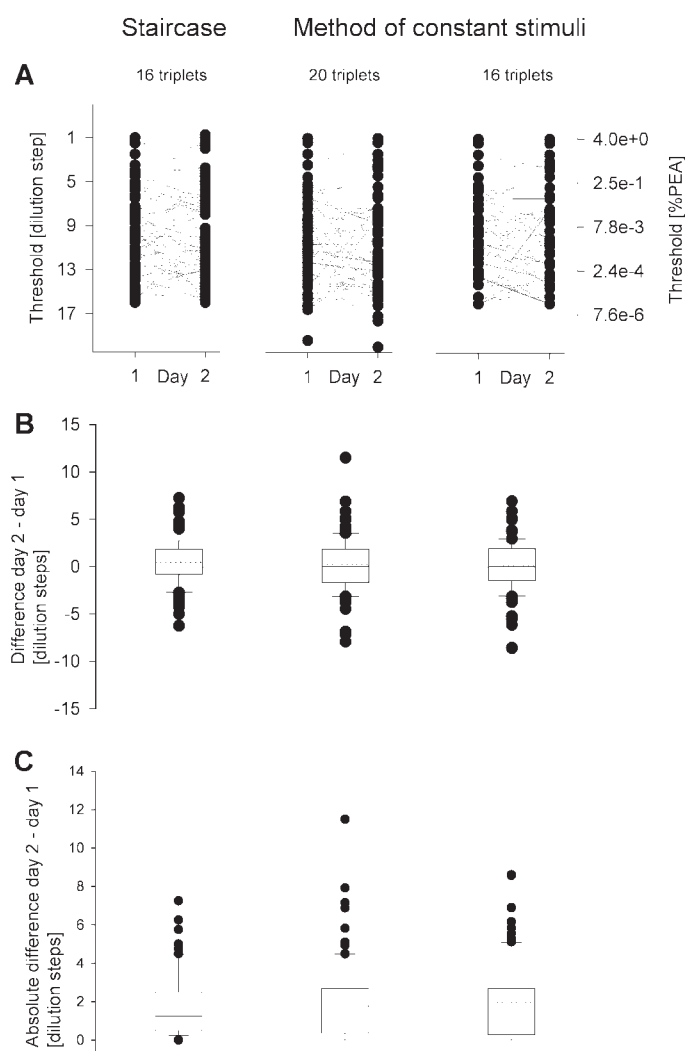 Staircase Method of constant stimuli
A 16 triplets 20 triplets 16 triplets
Threshold [dilution step]
1
5
9
13
17
4.0e+0
2.5e-1
7.8e-3
2.4e-4
7.6e-6
Threshold [%PEA]
1 Day 2 1 Day 2 1 Day 2
B
Difference day 2 - day 1
[dilution steps]
15
10
5
0
-5
-10
-15
C
Absolute difference day 2 - day 1
[dilution steps]
14
12
10
8
6
4
2
0